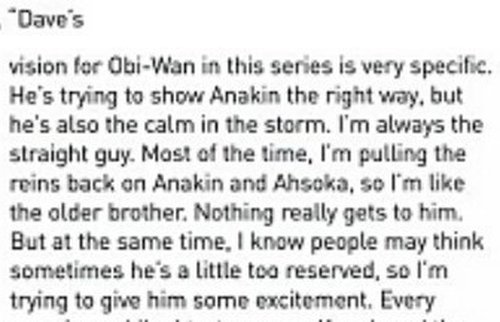 "Dave's
vision for Obi-Wan in this series is very specific.
He's trying to show Anakin the right way, but
he's also the calm in the storm. I'm always the
straight guy. Most of the time, I'm pulling the
reins back on Anakin and Ahsoka, so I'm like
the older brother. Nothing really gets to him.
But at the same time, I know people may think
sometimes he's a little too reserved, so I'm
trying to give him some excitement. Every